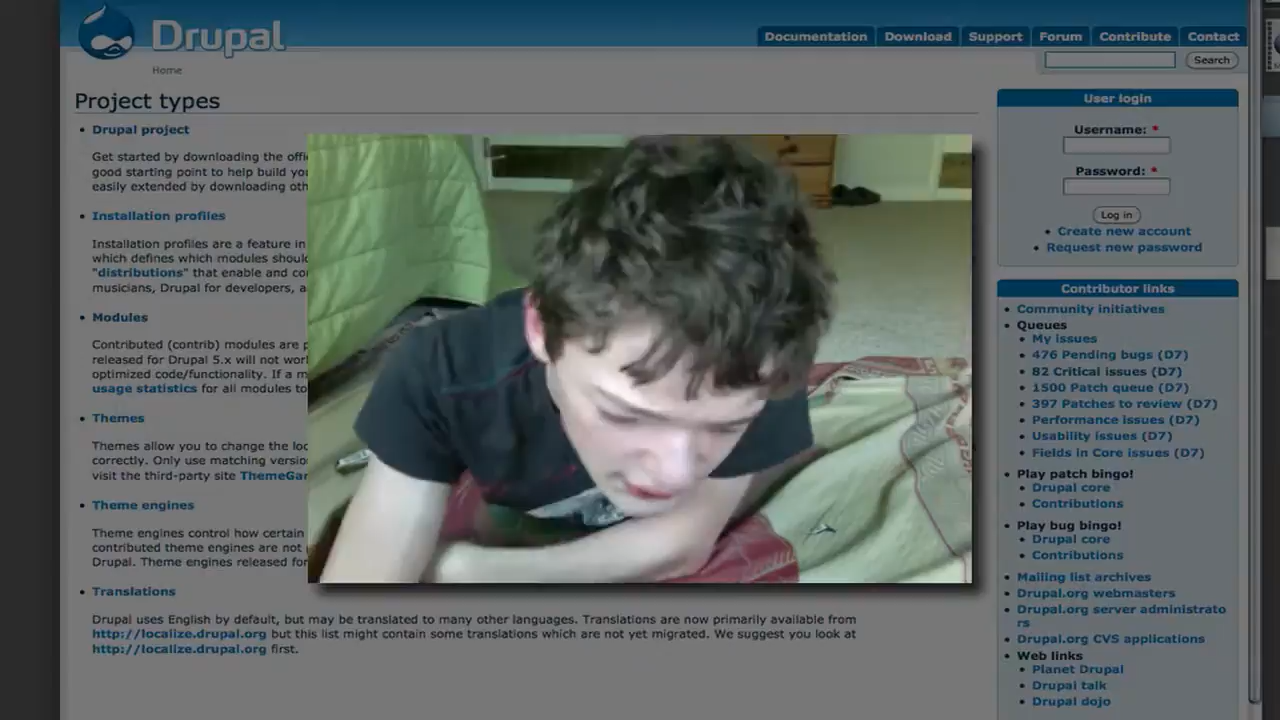 Drupal
Documentation
Download
Support
Forum
Contribute
Contact
Search
Home
Project types
Drupal project
Get started by downloading the offi
good starting point to help build you
easily extended by downloading oth
Installation profiles
Installation profiles are a feature in
which defines which modules shoul
"distributions" that enable and co
musicians, Drupal for developers, a
Modules
Contributed (contrib) modules are p
released for Drupal 5.x will not wor
optimized code/functionality. If a m
usage statistics for all modules to
Themes
Themes allow you to change the loo
correctly. Only use matching versio
visit the third-party site ThemeGar
Theme engines
Theme engines control how certain
contributed theme engines are not
Drupal. Theme engines released for
Translations
Drupal uses English by default, but may be translated to many other languages. Translations are now primarily available from
http://localize.drupal.org but this list might contain some translations which are not yet migrated. We suggest you look at
http://localize.drupal.org first.
User login
Username: *
Password: *
Log in
Create new account
Request new password
Contributor links
Community initiatives
Queues
My issues
476 Pending bugs (D7)
82 Critical issues (D7)
1500 Patch queue (D7)
397 Patches to review (D7)
Performance issues (D7)
Usability issues (D7)
Fields in Core issues (D7)
Play patch bingo!
Drupal core
Contributions
Play bug bingo!
Drupal core
Contributions
Mailing list archives
Drupal.org webmasters
Drupal.org server administrato
rs
Drupal.org CVS applications
Web links
Planet Drupal
Drupal talk
Drupal dojo